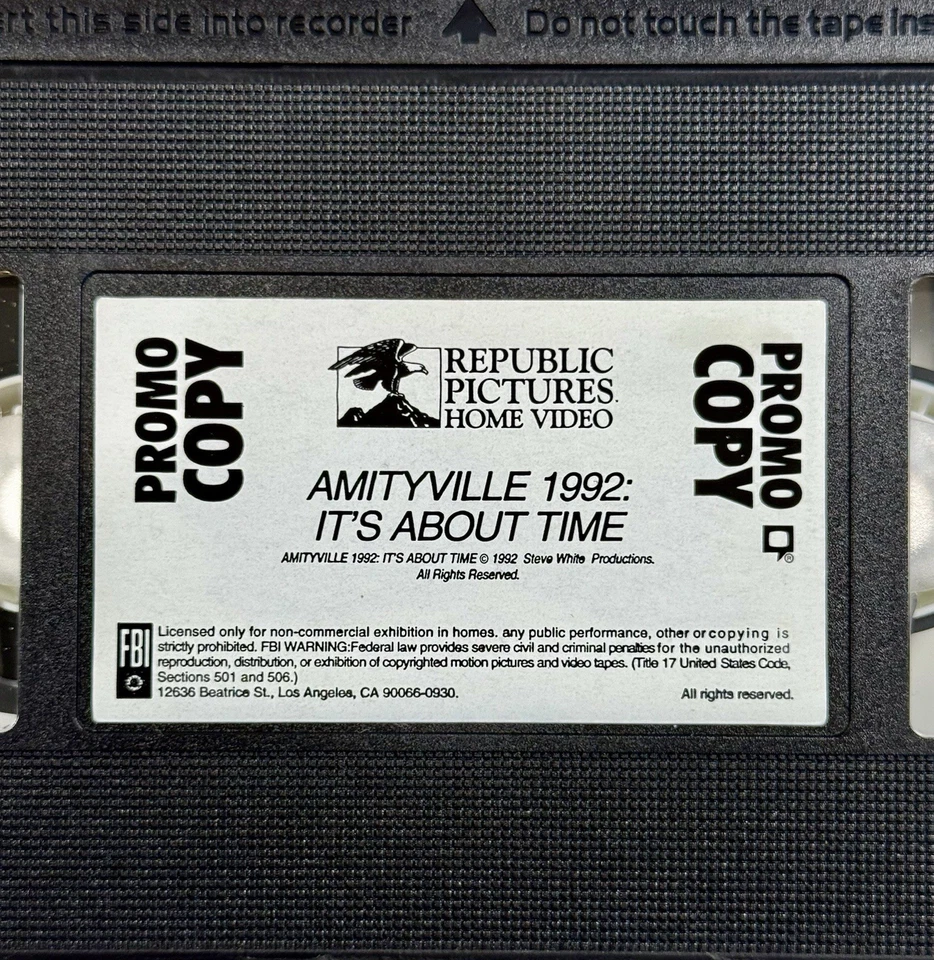 rt this side into recorder Do not touch the tape ins
PROMO
COPY
REPUBLIC
PICTURES.
HOME VIDEO
PROMO
COPY
AMITYVILLE 1992:
IT'S ABOUT TIME
AMITYVILLE 1992: IT'S ABOUT TIME © 1992 Steve White Productions.
All Rights Reserved.
FBI
Licensed only for non-commercial exhibition in homes. any public performance, other or copying is
strictly prohibited. FBI WARNING:Federal law provides severe civil and criminal penalties for the unauthorized
reproduction, distribution, or exhibition of copyrighted motion pictures and video tapes. (Title 17 United States Code,
Sections 501 and 506.)
12636 Beatrice St., Los Angeles, CA 90066-0930. All rights reserved.